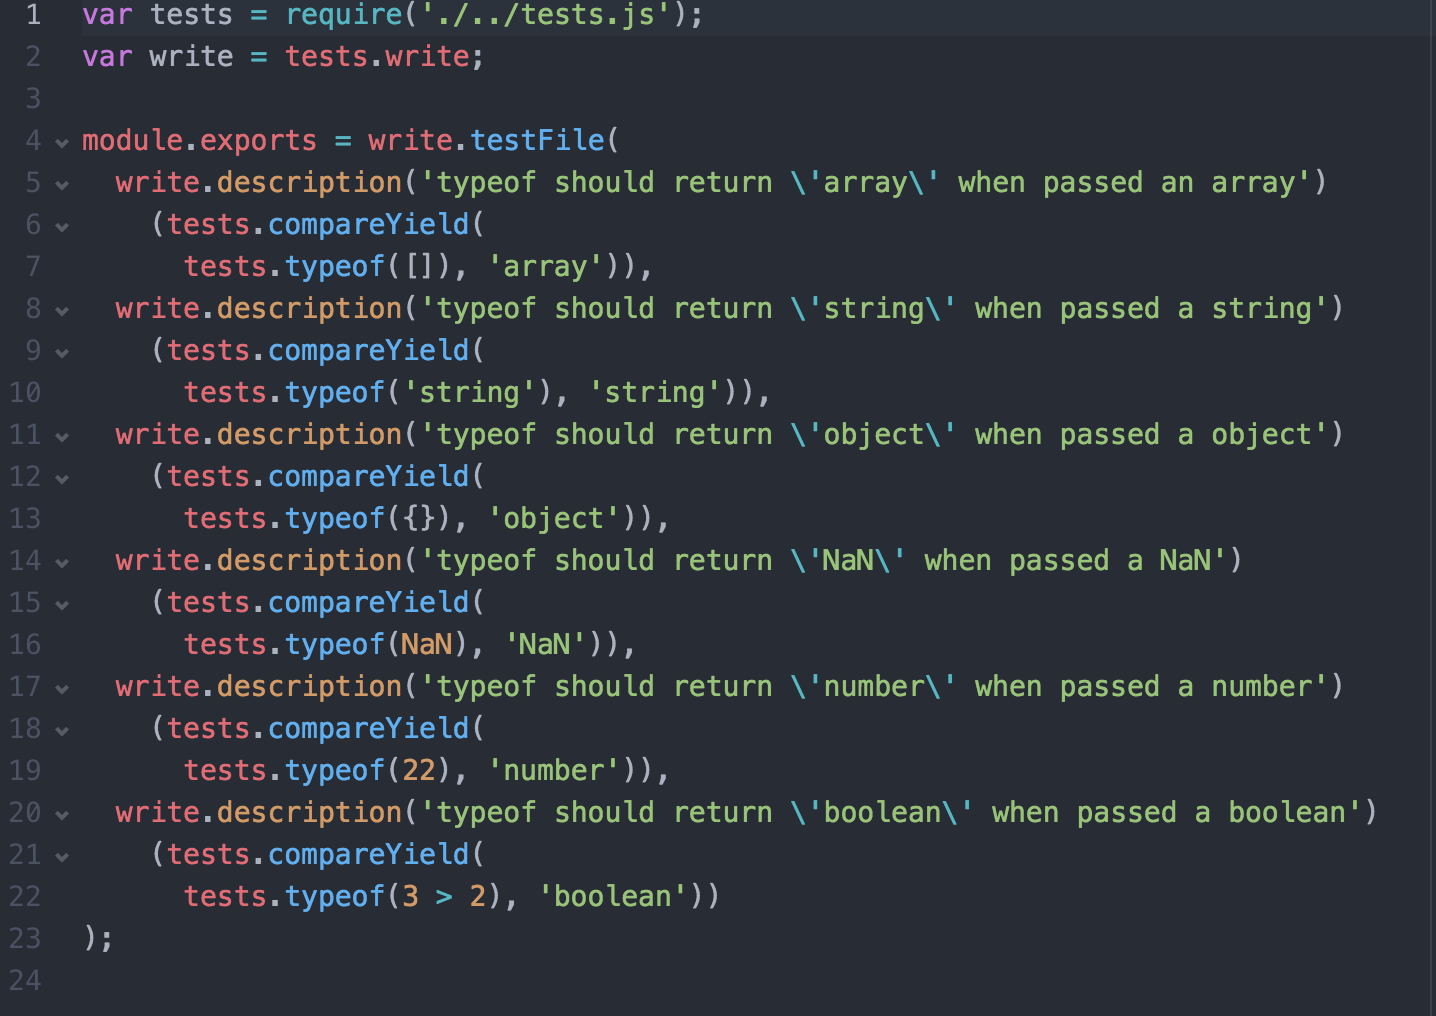 1 var tests = require('./../tests.js');
2 var write = tests.write;
3
4 module.exports = write.testFile(
5   write.description('typeof should return \'array\' when passed an array')
6     (tests.compareYield(
7       tests.typeof([]), 'array')),
8   write.description('typeof should return \'string\' when passed a string')
9     (tests.compareYield(
10       tests.typeof('string'), 'string')),
11   write.description('typeof should return \'object\' when passed a object')
12     (tests.compareYield(
13       tests.typeof({}), 'object')),
14   write.description('typeof should return \'NaN\' when passed a NaN')
15     (tests.compareYield(
16       tests.typeof(NaN), 'NaN')),
17   write.description('typeof should return \'number\' when passed a number')
18     (tests.compareYield(
19       tests.typeof(22), 'number')),
20   write.description('typeof should return \'boolean\' when passed a boolean')
21     (tests.compareYield(
22       tests.typeof(3 > 2), 'boolean'))
23 );
24